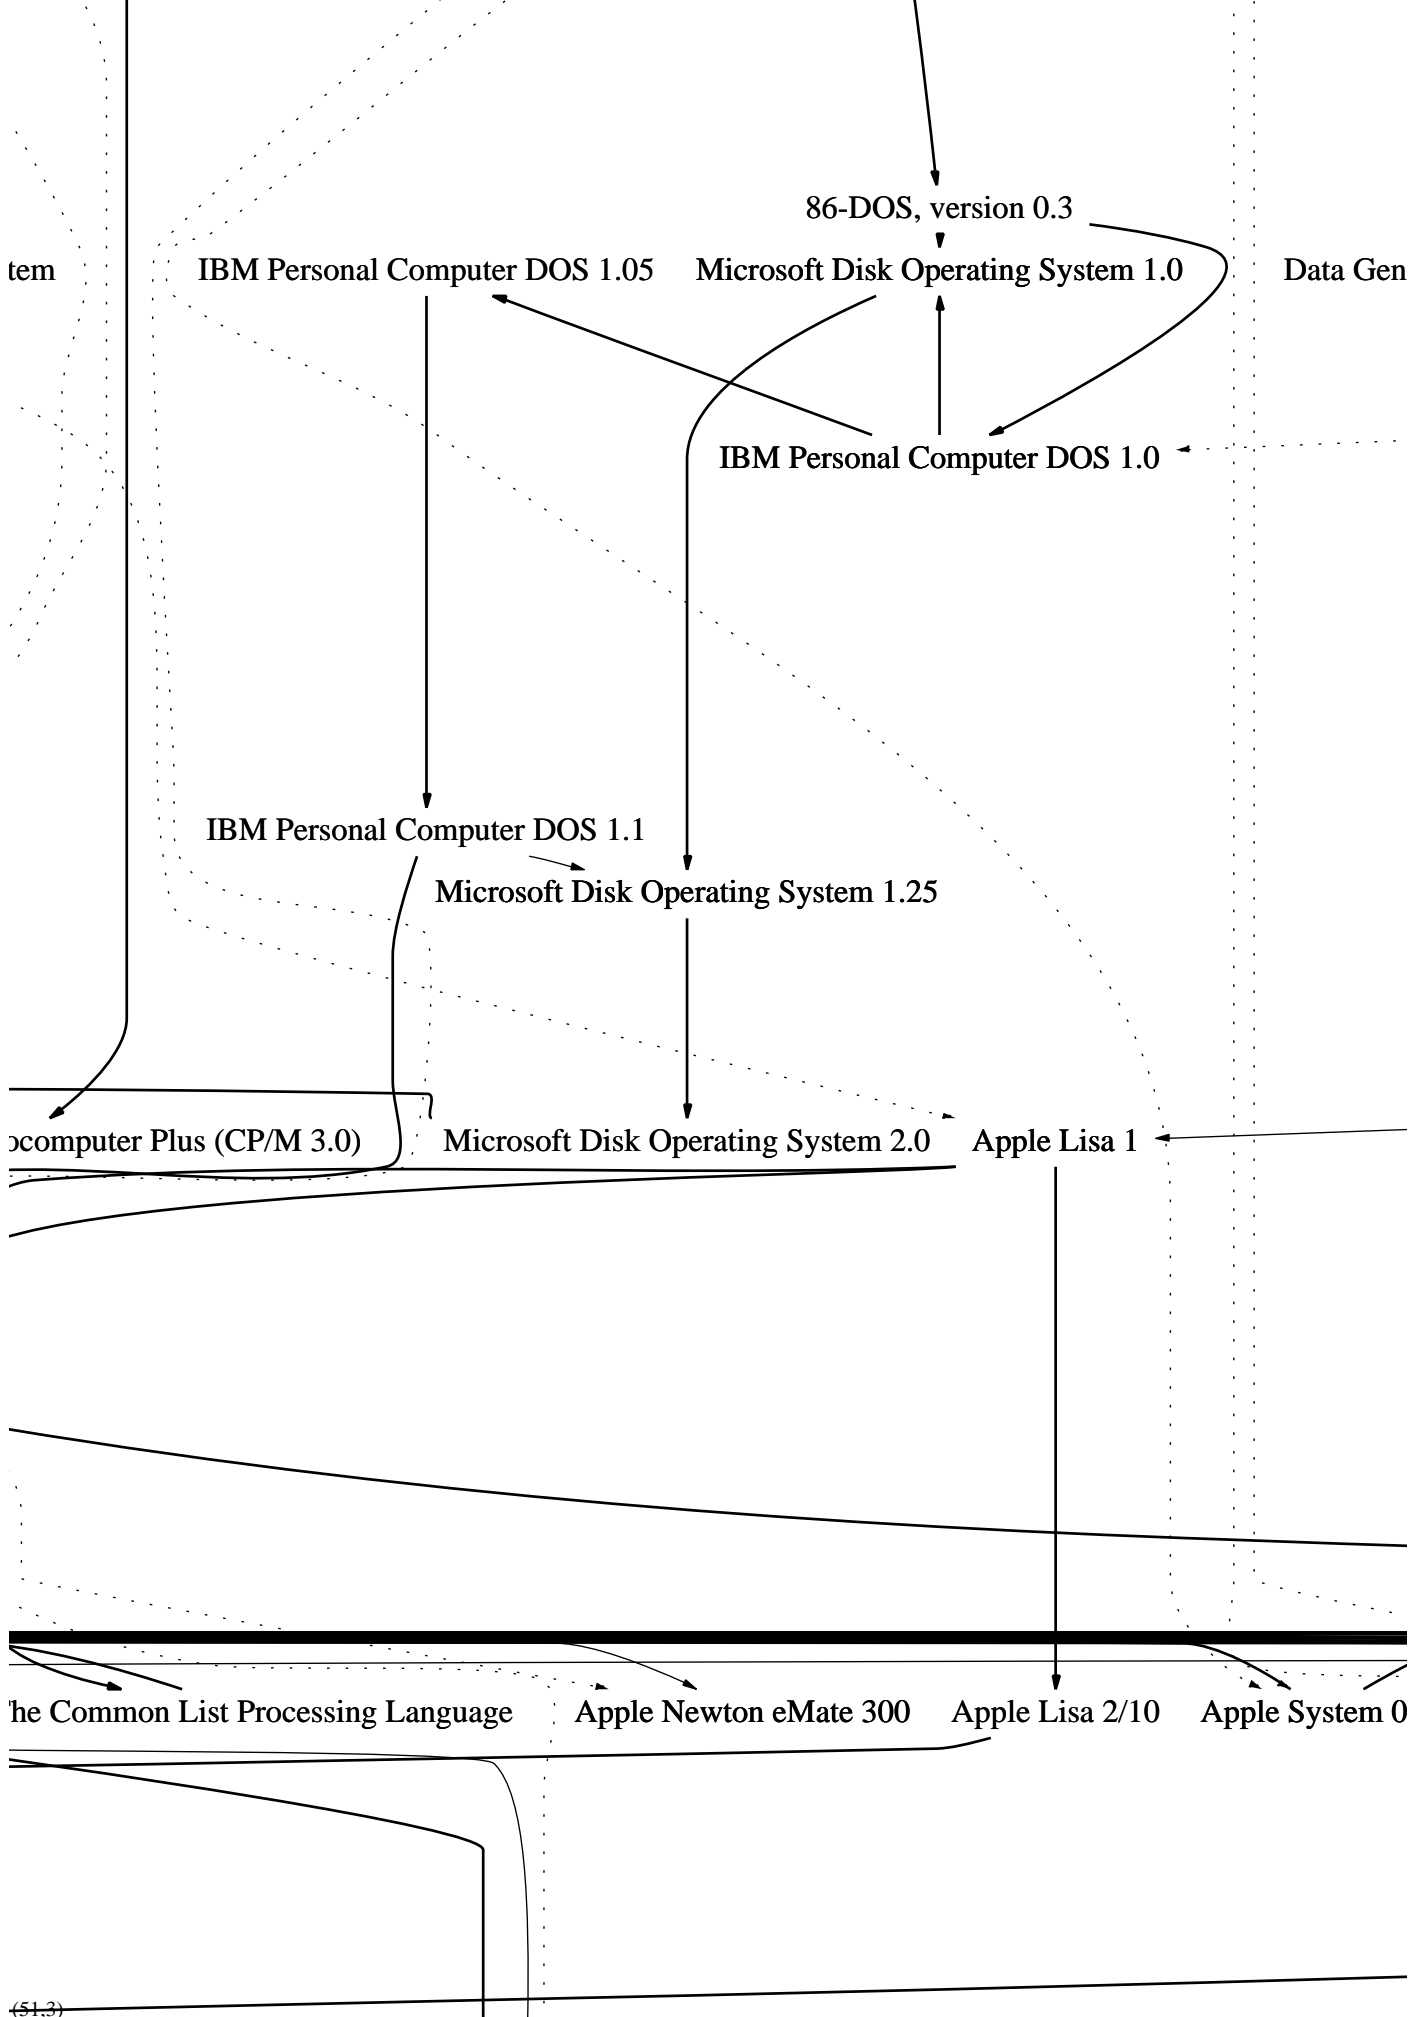 86-DOS, version 0.3
tem
IBM Personal Computer DOS 1.05
Microsoft Disk Operating System 1.0
Data Gen
IBM Personal Computer DOS 1.0
IBM Personal Computer DOS 1.1
Microsoft Disk Operating System 1.25
ocomputer Plus (CP/M 3.0)
Microsoft Disk Operating System 2.0
Apple Lisa 1
he Common List Processing Language
Apple Newton eMate 300
Apple Lisa 2/10
Apple System 0
(51,3)